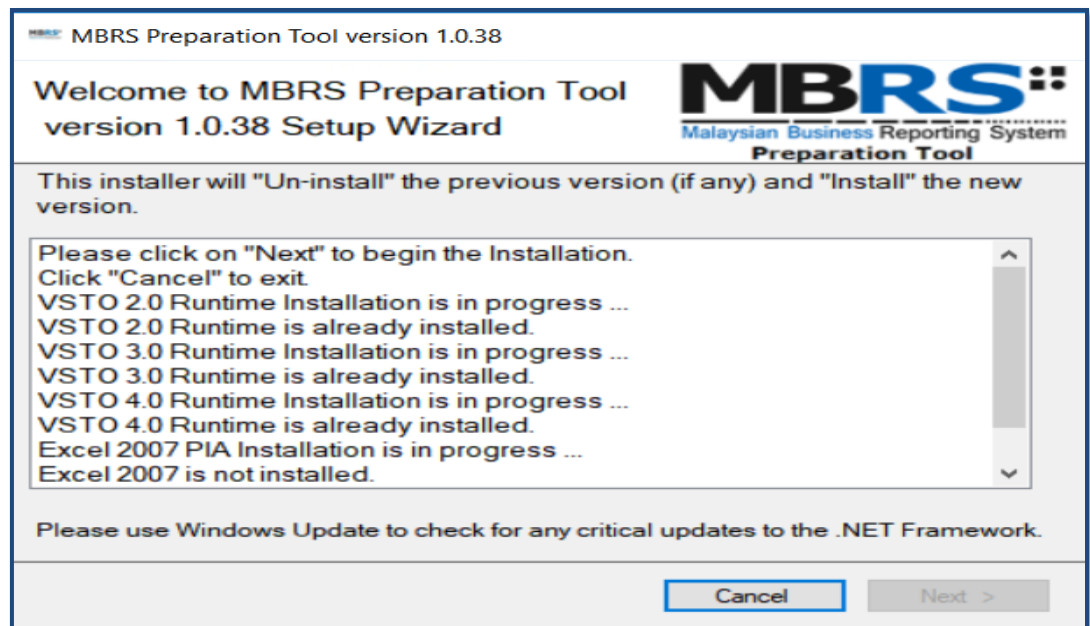 MBRS MBRS Preparation Tool version 1.0.38
Welcome to MBRS Preparation Tool
version 1.0.38 Setup Wizard
MBRS
Malaysian Business Reporting System
Preparation Tool
This installer will "Un-install" the previous version (if any) and "Install" the new
version.
Please click on "Next" to begin the Installation.
Click "Cancel" to exit.
VSTO 2.0 Runtime Installation is in progress ...
VSTO 2.0 Runtime is already installed.
VSTO 3.0 Runtime Installation is in progress ...
VSTO 3.0 Runtime is already installed.
VSTO 4.0 Runtime Installation is in progress ...
VSTO 4.0 Runtime is already installed.
Excel 2007 PIA Installation is in progress ...
Excel 2007 is not installed.
Please use Windows Update to check for any critical updates to the .NET Framework.
Cancel
Next >